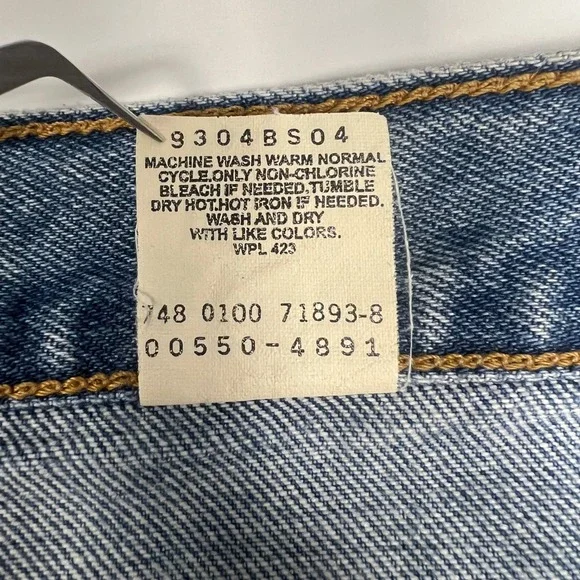 9304BS04
MACHINE WASH WARM NORMAL
CYCLE.ONLY NON-CHLORINE
BLEACH IF NEEDED.TUMBLE
DRY HOT.HOT IRON IF NEEDED.
WASH AND DRY
WITH LIKE COLORS.
WPL 423
748 0100 71893-8
00550-4891